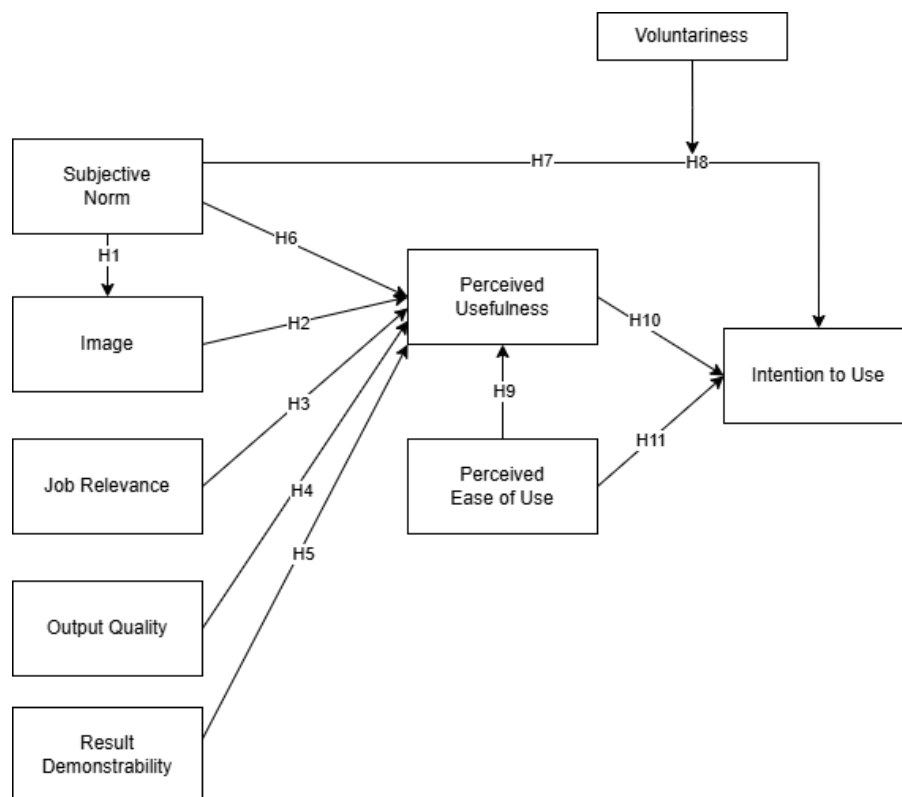 Voluntariness
Subjective
Norm
H7
H8
H1
H6
Perceived
Usefulness
Image
H2
H10
Intention to Use
H3
H9
Job Relevance
H11
Perceived
Ease of Use
H4
H5
Output Quality
Result
Demonstrability